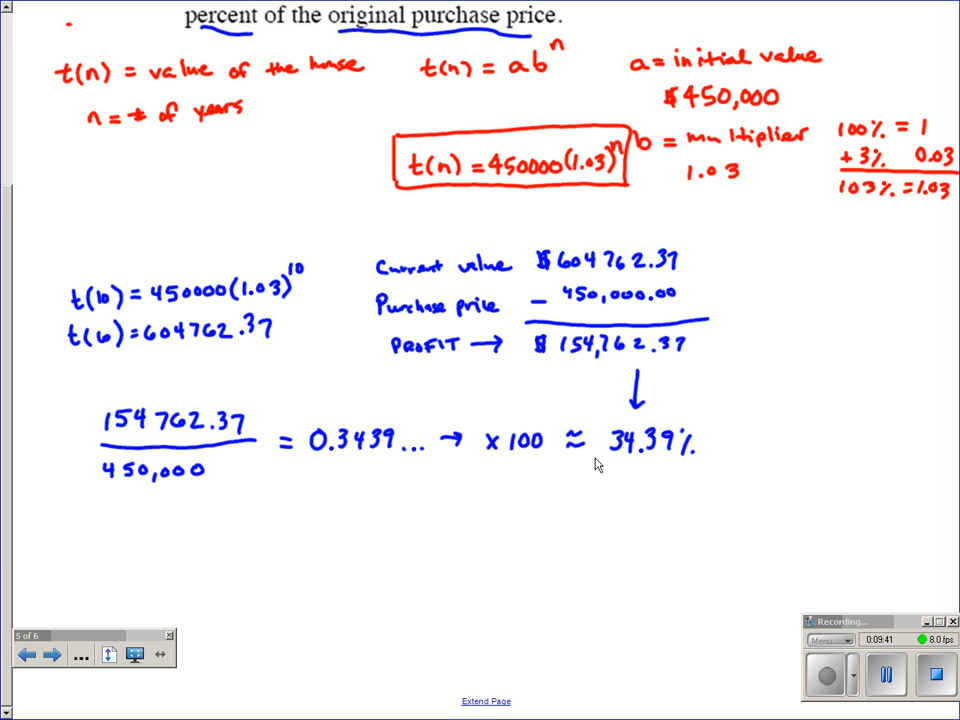 percent of the original purchase price.
t(n) = value of the house
n = # of years
t(n) = ab^n
a = initial value
$450,000
t(n) = 450000(1.03)^n
b = multiplier
1.03
100% = 1
+ 3% 0.03
103% = 1.03
t(10) = 450000(1.03)^10
t(6) = 604762.37
Current value $604762.37
Purchase price - 450,000.00
PROFIT → $154,762.37
154762.37
450,000
= 0.3439... → x 100 ≈ 34.39%
5 of 6
...
Recording...
Menu
0:09:41
8.0 fps
Extend Page